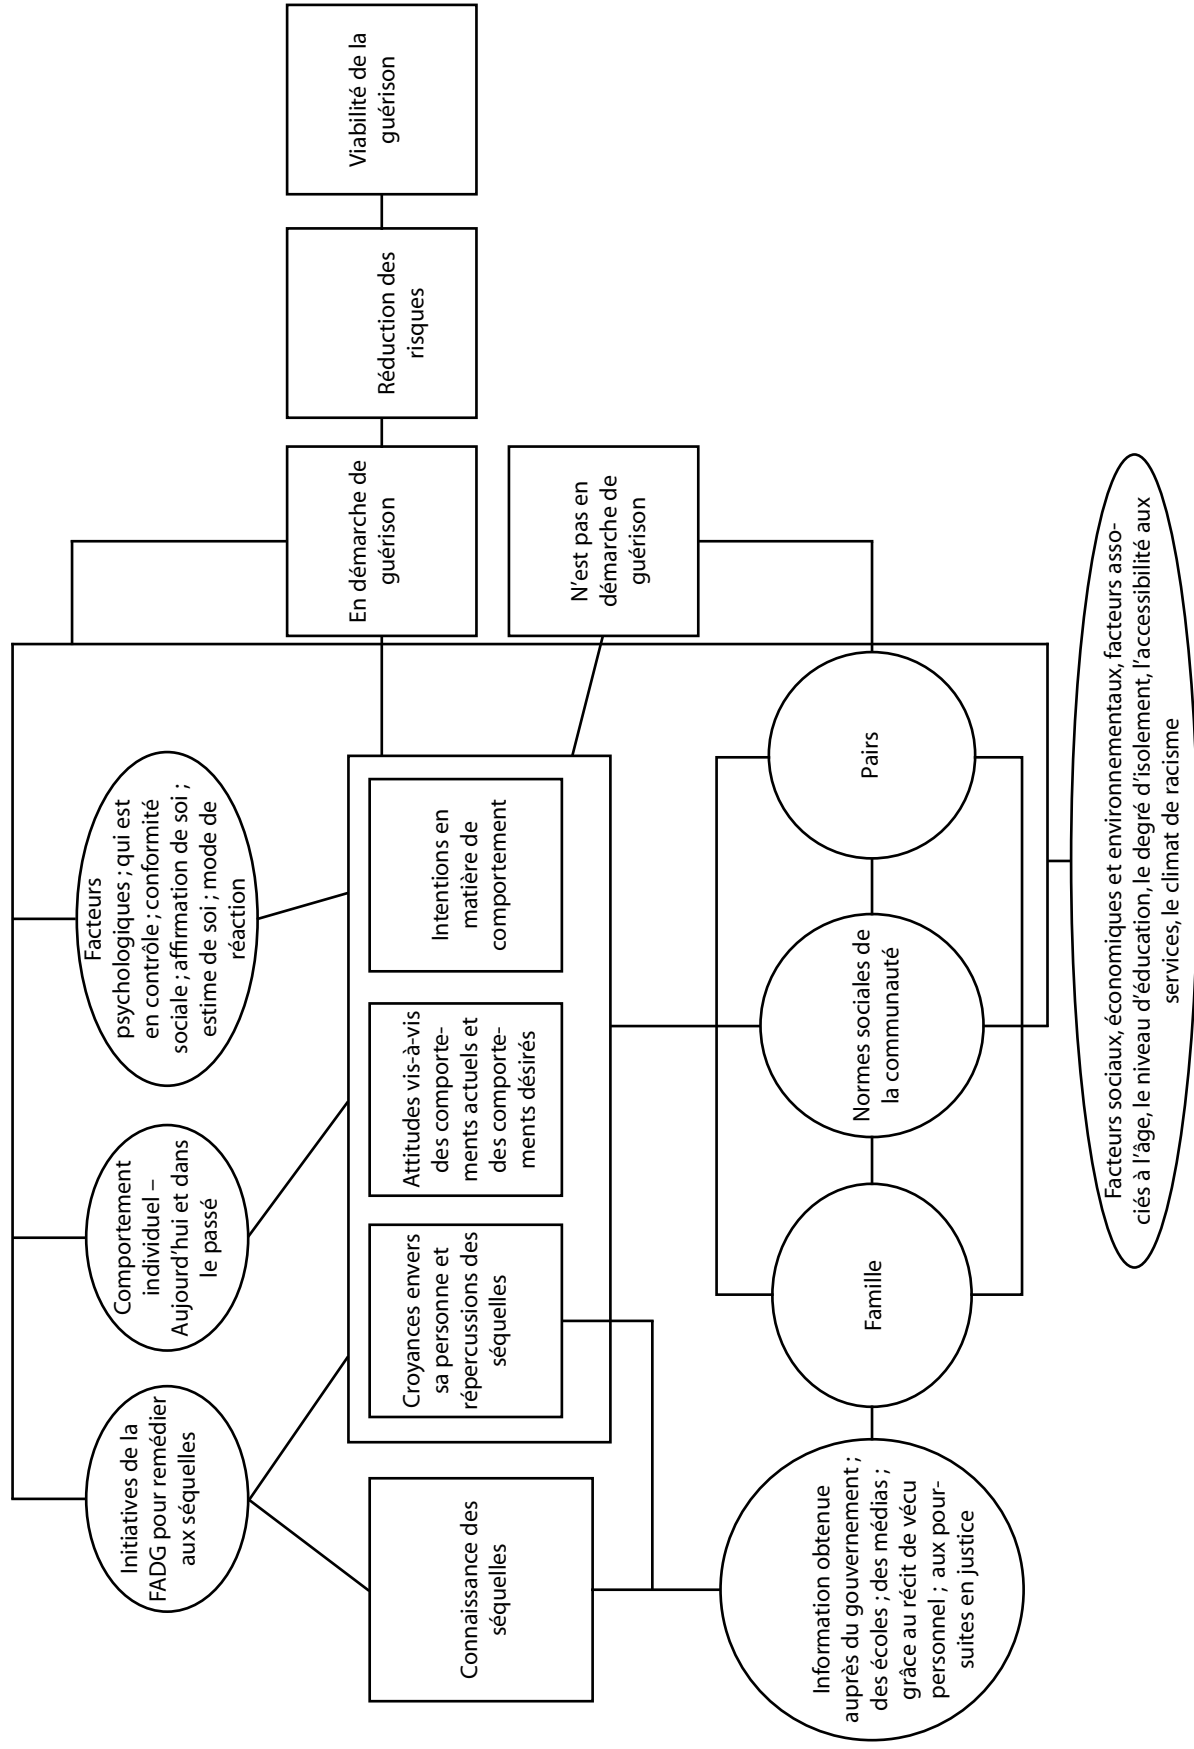 Initiatives de la
FADG pour remédier
aux séquelles
Comportement
individuel –
Aujourd'hui et dans
le passé
Facteurs
psychologiques ; qui est
en contrôle ; conformité
sociale ; affirmation de soi ;
estime de soi ; mode de
réaction
Connaissance des
séquelles
Croyances envers
sa personne et
répercussions des
séquelles
Attitudes vis-à-vis
des comporte-
ments actuels et
des comporte-
ments désirés
Intentions en
matière de
comportement
En démarche de
guérison
Réduction des
risques
Viabilité de la
guérison
N'est pas en
démarche de
guérison
Information obtenue
auprès du gouvernement ;
des écoles ; des médias ;
grâce au récit de vécu
personnel ; aux pour-
suites en justice
Famille
Normes sociales de
la communauté
Pairs
Facteurs sociaux, économiques et environnementaux, facteurs asso-
ciés à l'âge, le niveau d'éducation, le degré d'isolement, l'accessibilité aux
services, le climat de racisme